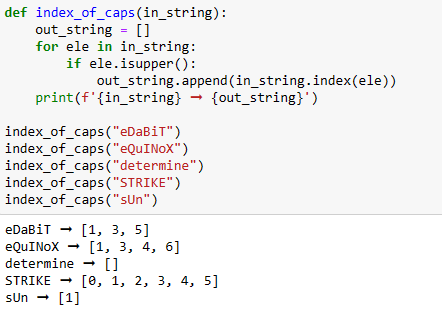 def index_of_caps(in_string):
    out_string = []
    for ele in in_string:
        if ele.isupper():
            out_string.append(in_string.index(ele))
    print(f'{in_string} → {out_string}')

index_of_caps("eDaBiT")
index_of_caps("eQuINoX")
index_of_caps("determine")
index_of_caps("STRIKE")
index_of_caps("sUn")

eDaBiT → [1, 3, 5]
eQuINoX → [1, 3, 4, 6]
determine → []
STRIKE → [0, 1, 2, 3, 4, 5]
sUn → [1]